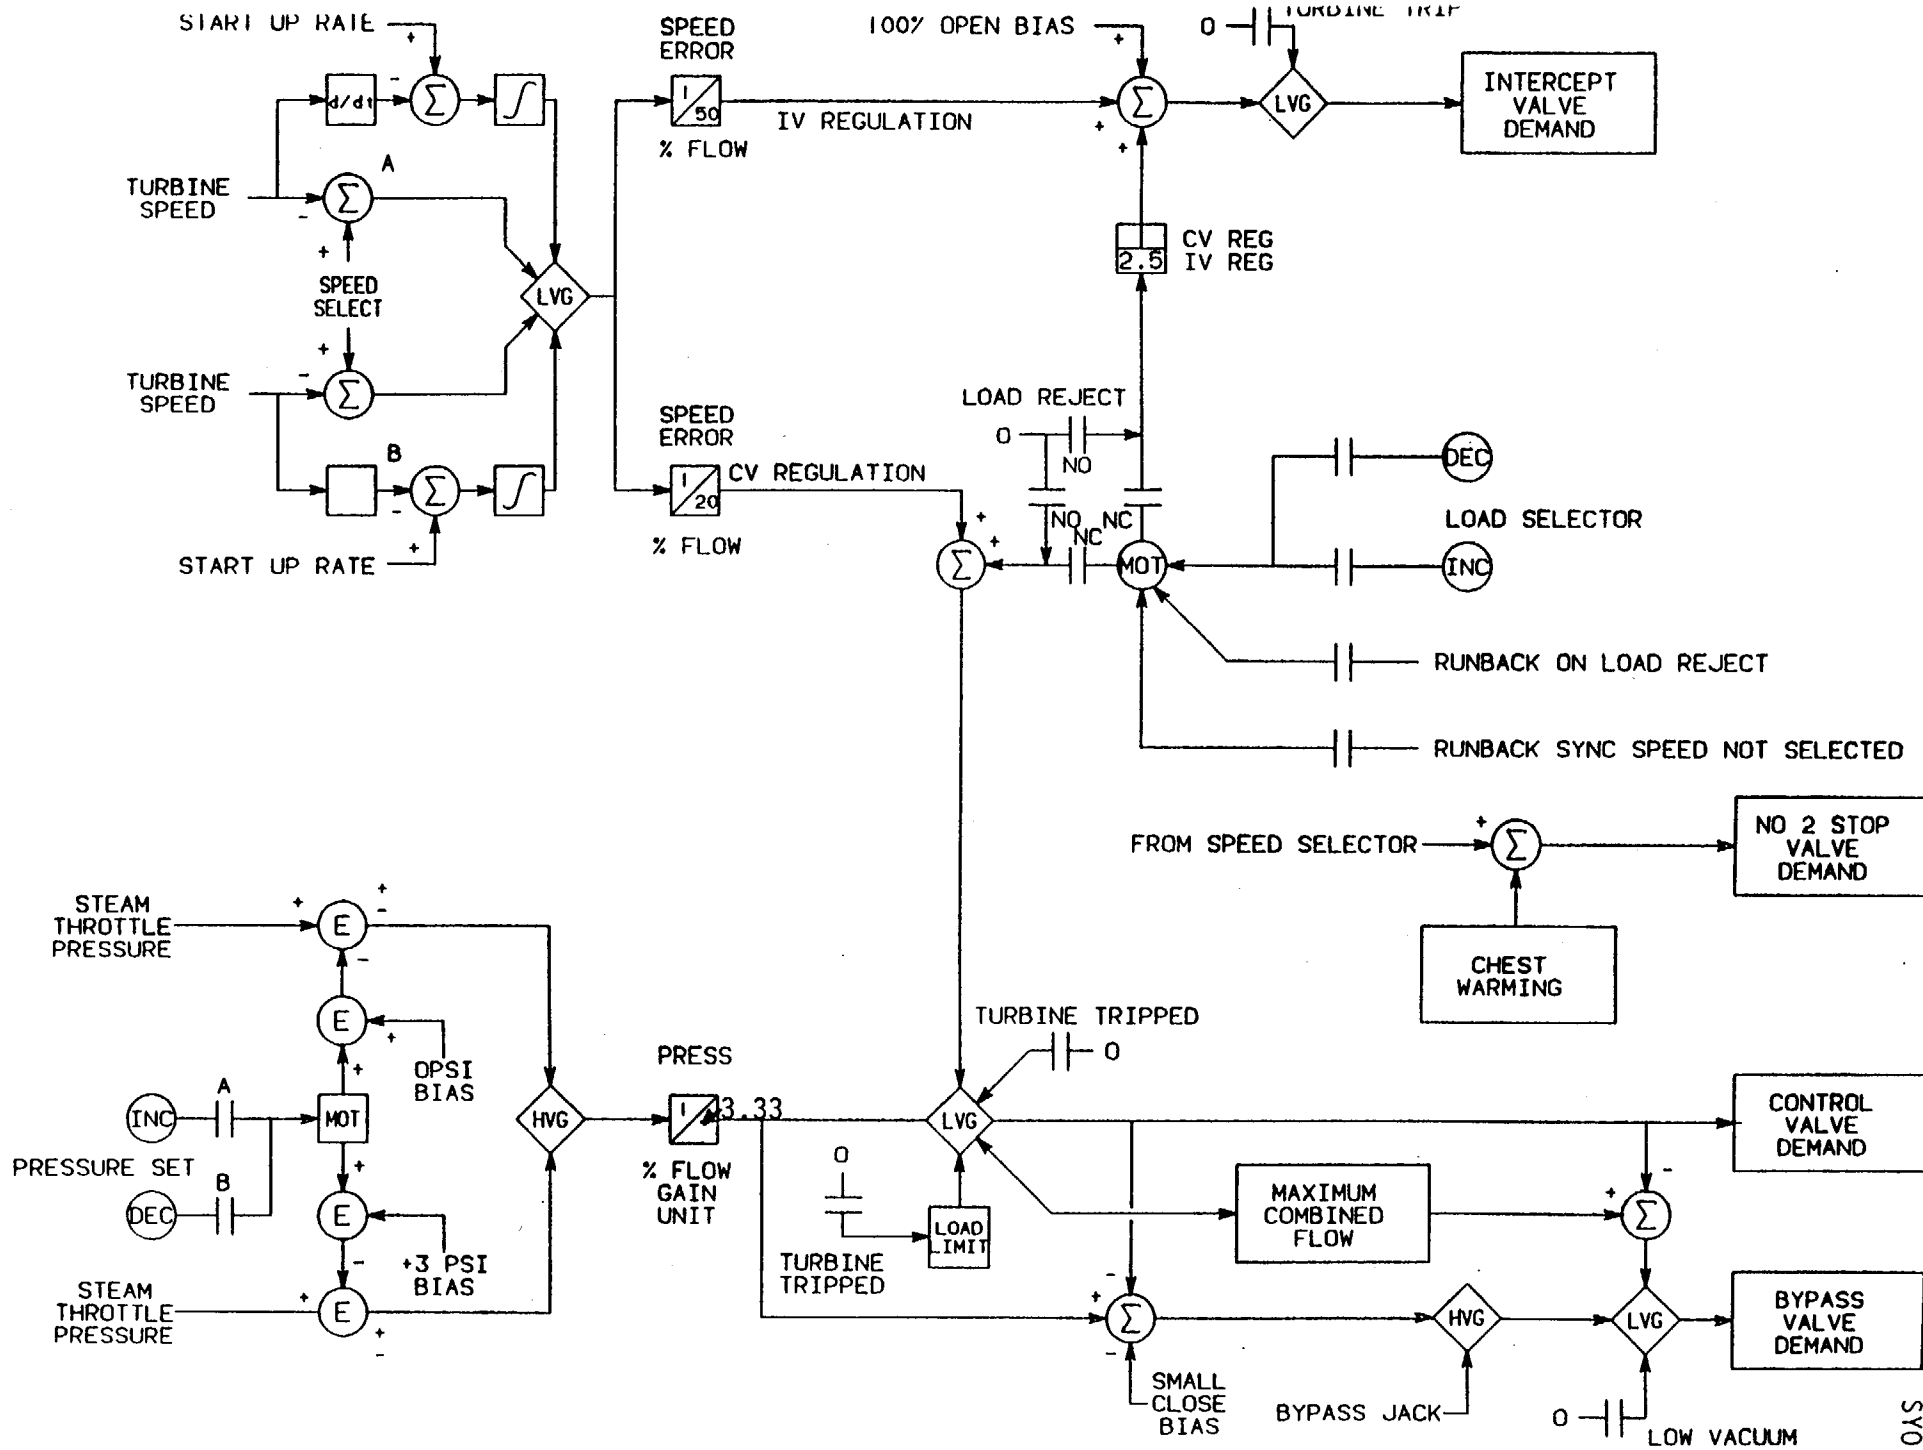 START UP RATE
SPEED
ERROR
100% OPEN BIAS
0
TURBINE TRIP
d/dt
Σ
∫
1/50
IV REGULATION
% FLOW
Σ
LVG
INTERCEPT
VALVE
DEMAND
A
TURBINE
SPEED
Σ
SPEED
SELECT
LVG
2.5
CV REG
IV REG
TURBINE
SPEED
Σ
B
Σ
∫
START UP RATE
SPEED
ERROR
1/20
CV REGULATION
% FLOW
LOAD REJECT
0
NO
NO
NC
NC
Σ
MOT
DEC
LOAD SELECTOR
INC
RUNBACK ON LOAD REJECT
RUNBACK SYNC SPEED NOT SELECTED
FROM SPEED SELECTOR
Σ
NO 2 STOP
VALVE
DEMAND
CHEST
WARMING
STEAM
THROTTLE
PRESSURE
E
E
OPSI
BIAS
INC
A
MOT
PRESSURE SET
DEC
B
E
+3 PSI
BIAS
STEAM
THROTTLE
PRESSURE
E
HVG
PRESS
1/3.33
% FLOW
GAIN
UNIT
TURBINE TRIPPED
0
LVG
0
TURBINE
TRIPPED
LOAD
LIMIT
MAXIMUM
COMBINED
FLOW
CONTROL
VALVE
DEMAND
Σ
Σ
SMALL
CLOSE
BIAS
HVG
BYPASS JACK
LVG
BYPASS
VALVE
DEMAND
0
LOW VACUUM
SYO